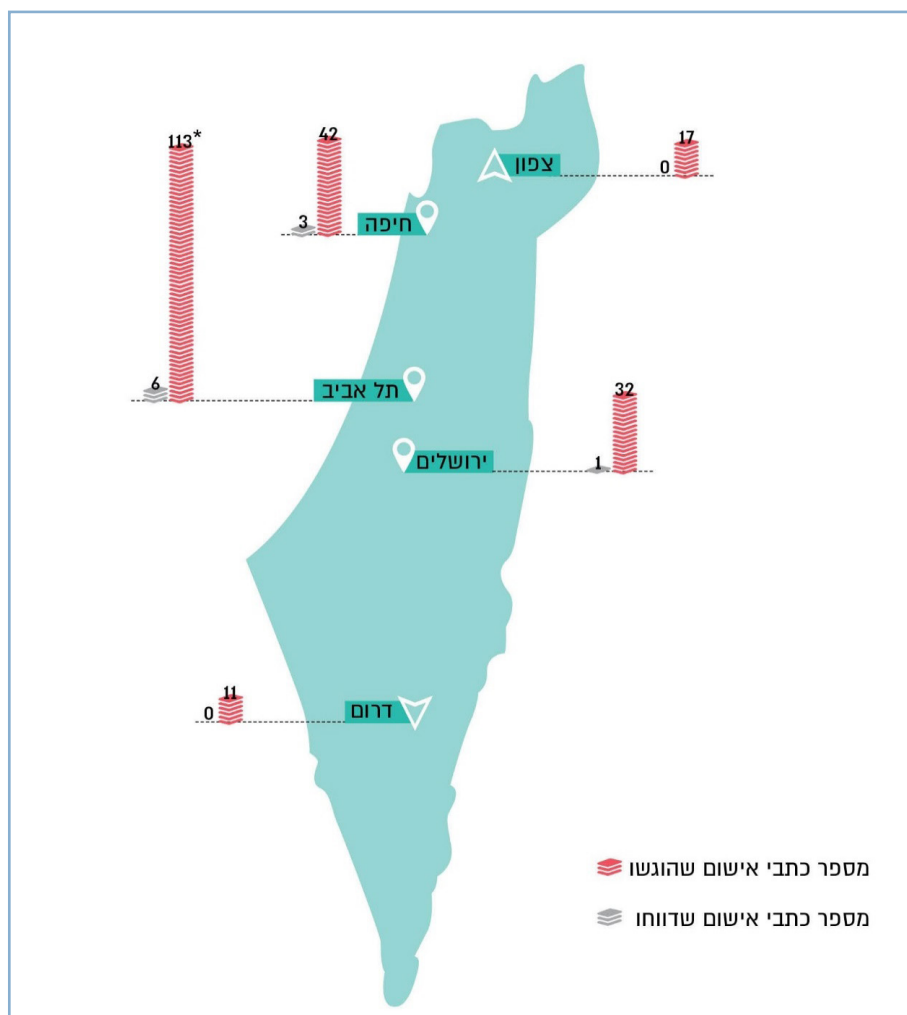 17
0
צפון
42
3
חיפה
113*
6
תל אביב
32
1
ירושלים
11
0
דרום
מספר כתבי אישום שהוגשו
מספר כתבי אישום שדווחו